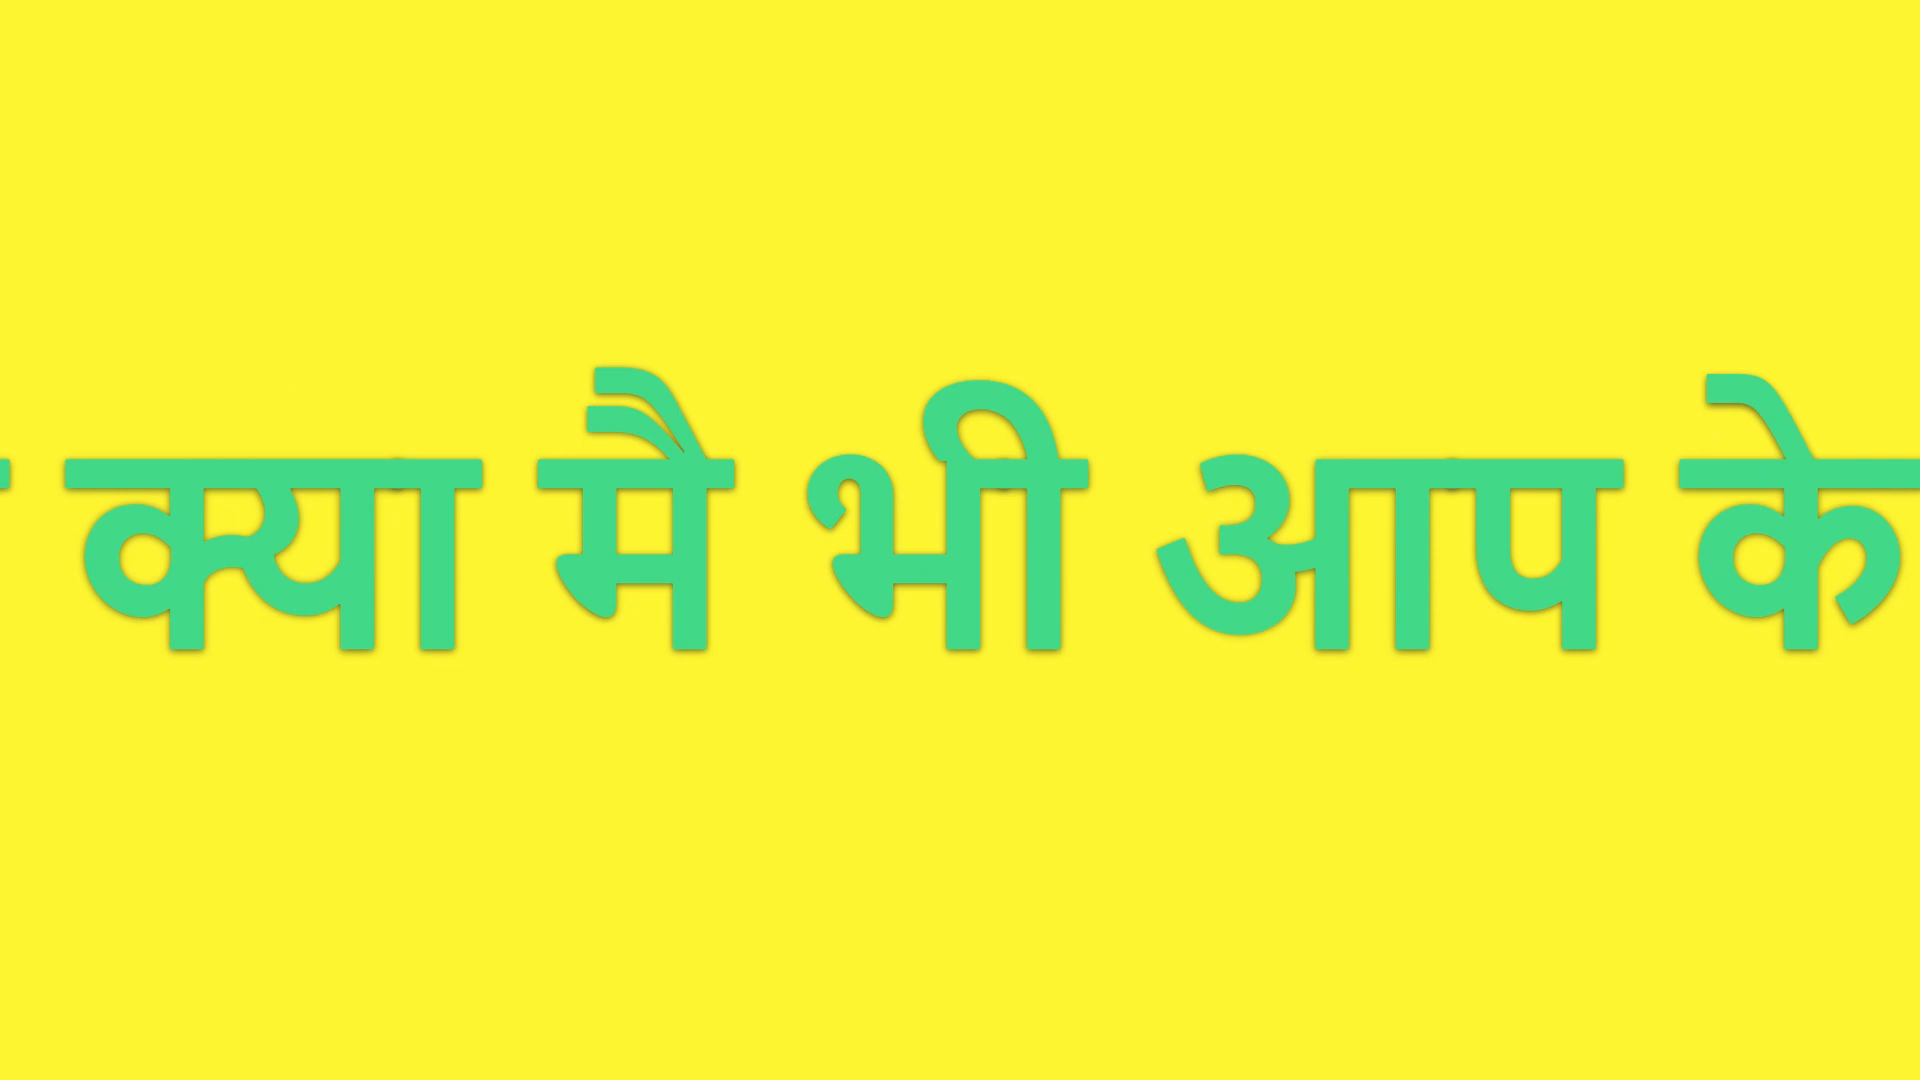 क्या मै भी आप के